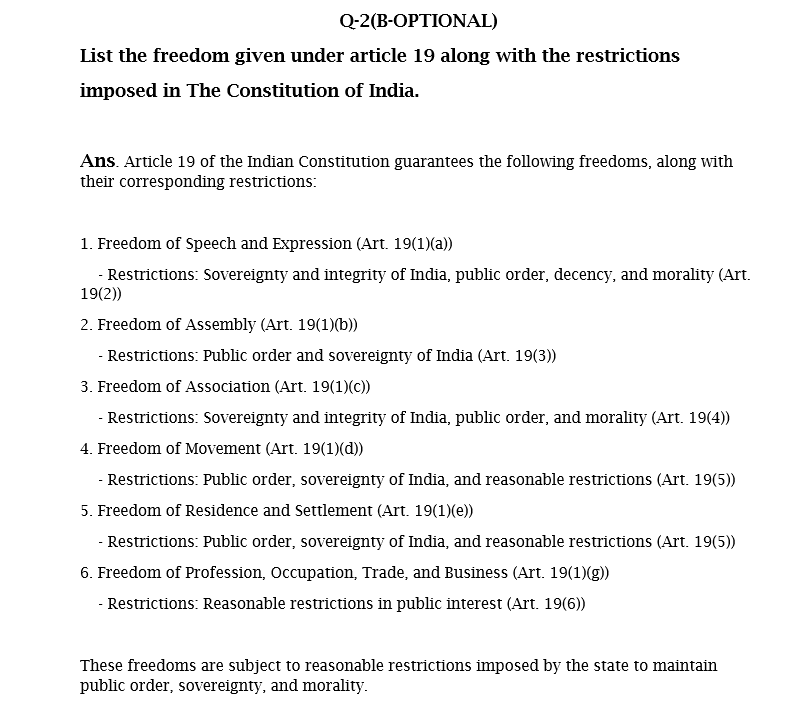 Q-2(B-OPTIONAL)
List the freedom given under article 19 along with the restrictions
imposed in The Constitution of India.
Ans. Article 19 of the Indian Constitution guarantees the following freedoms, along with
their corresponding restrictions:
1. Freedom of Speech and Expression (Art. 19(1)(a))
- Restrictions: Sovereignty and integrity of India, public order, decency, and morality (Art.
19(2))
2. Freedom of Assembly (Art. 19(1)(b))
- Restrictions: Public order and sovereignty of India (Art. 19(3))
3. Freedom of Association (Art. 19(1)(c))
- Restrictions: Sovereignty and integrity of India, public order, and morality (Art. 19(4))
4. Freedom of Movement (Art. 19(1)(d))
- Restrictions: Public order, sovereignty of India, and reasonable restrictions (Art. 19(5))
5. Freedom of Residence and Settlement (Art. 19(1)(e))
- Restrictions: Public order, sovereignty of India, and reasonable restrictions (Art. 19(5))
6. Freedom of Profession, Occupation, Trade, and Business (Art. 19(1)(g))
- Restrictions: Reasonable restrictions in public interest (Art. 19(6))
These freedoms are subject to reasonable restrictions imposed by the state to maintain
public order, sovereignty, and morality.